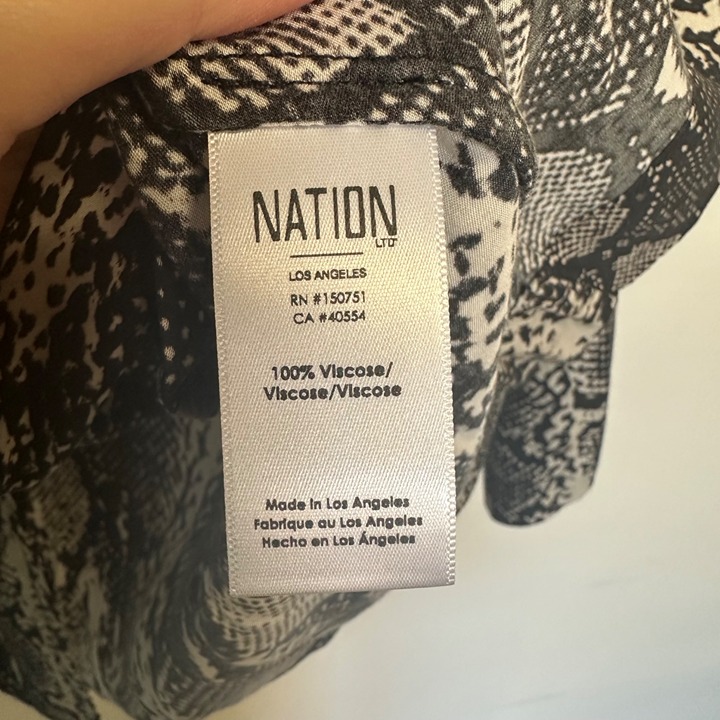 NATION
LTD
LOS ANGELES
RN #150751
CA #40554
100% Viscose/
Viscose/Viscose
Made in Los Angeles
Fabrique au Los Angeles
Hecho en Los Ángeles